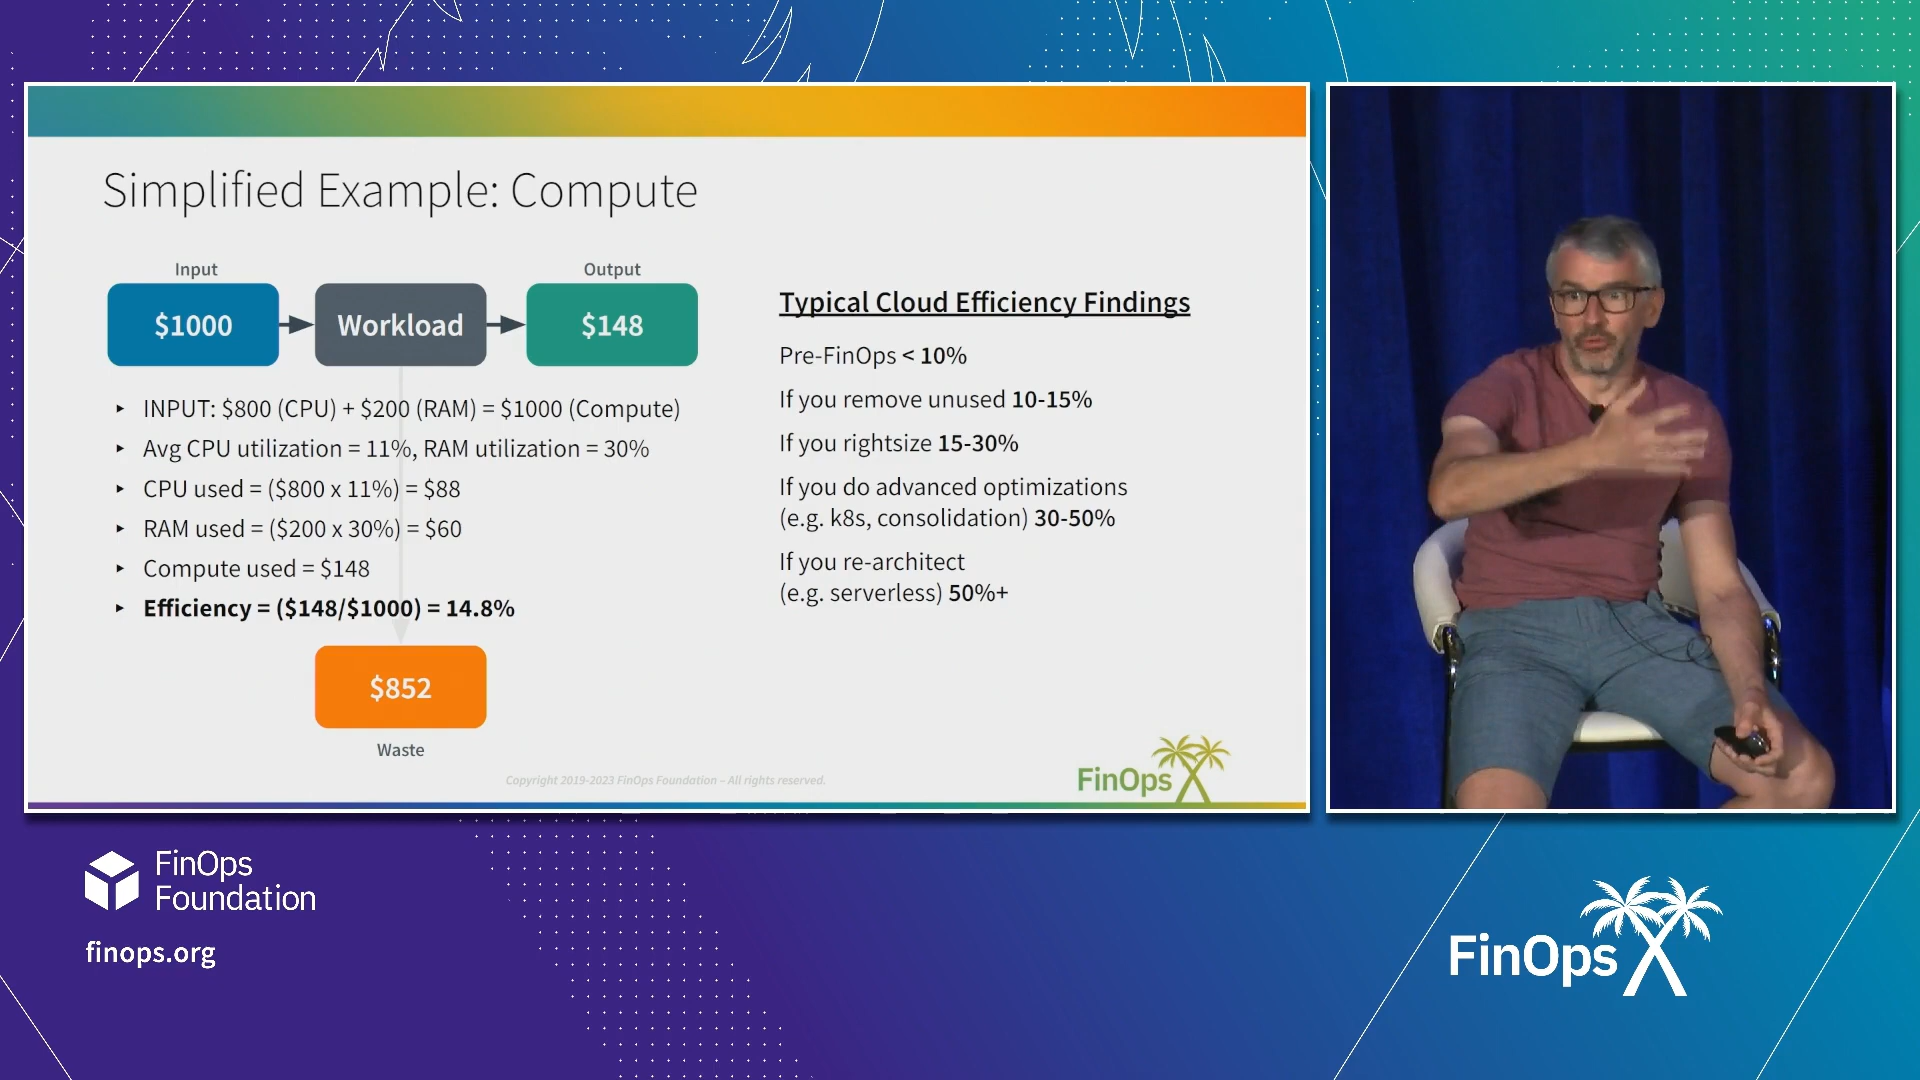 Simplified Example: Compute
Input
Output
$1000
Workload
$148
‣ INPUT: $800 (CPU) + $200 (RAM) = $1000 (Compute)
‣ Avg CPU utilization = 11%, RAM utilization = 30%
‣ CPU used = ($800 x 11%) = $88
‣ RAM used = ($200 x 30%) = $60
‣ Compute used = $148
‣ Efficiency = ($148/$1000) = 14.8%
$852
Waste
Typical Cloud Efficiency Findings
Pre-FinOps < 10%
If you remove unused 10-15%
If you rightsize 15-30%
If you do advanced optimizations
(e.g. k8s, consolidation) 30-50%
If you re-architect
(e.g. serverless) 50%+
Copyright 2019-2023 FinOps Foundation – All rights reserved.
FinOps X
FinOps
Foundation
finops.org
FinOps X